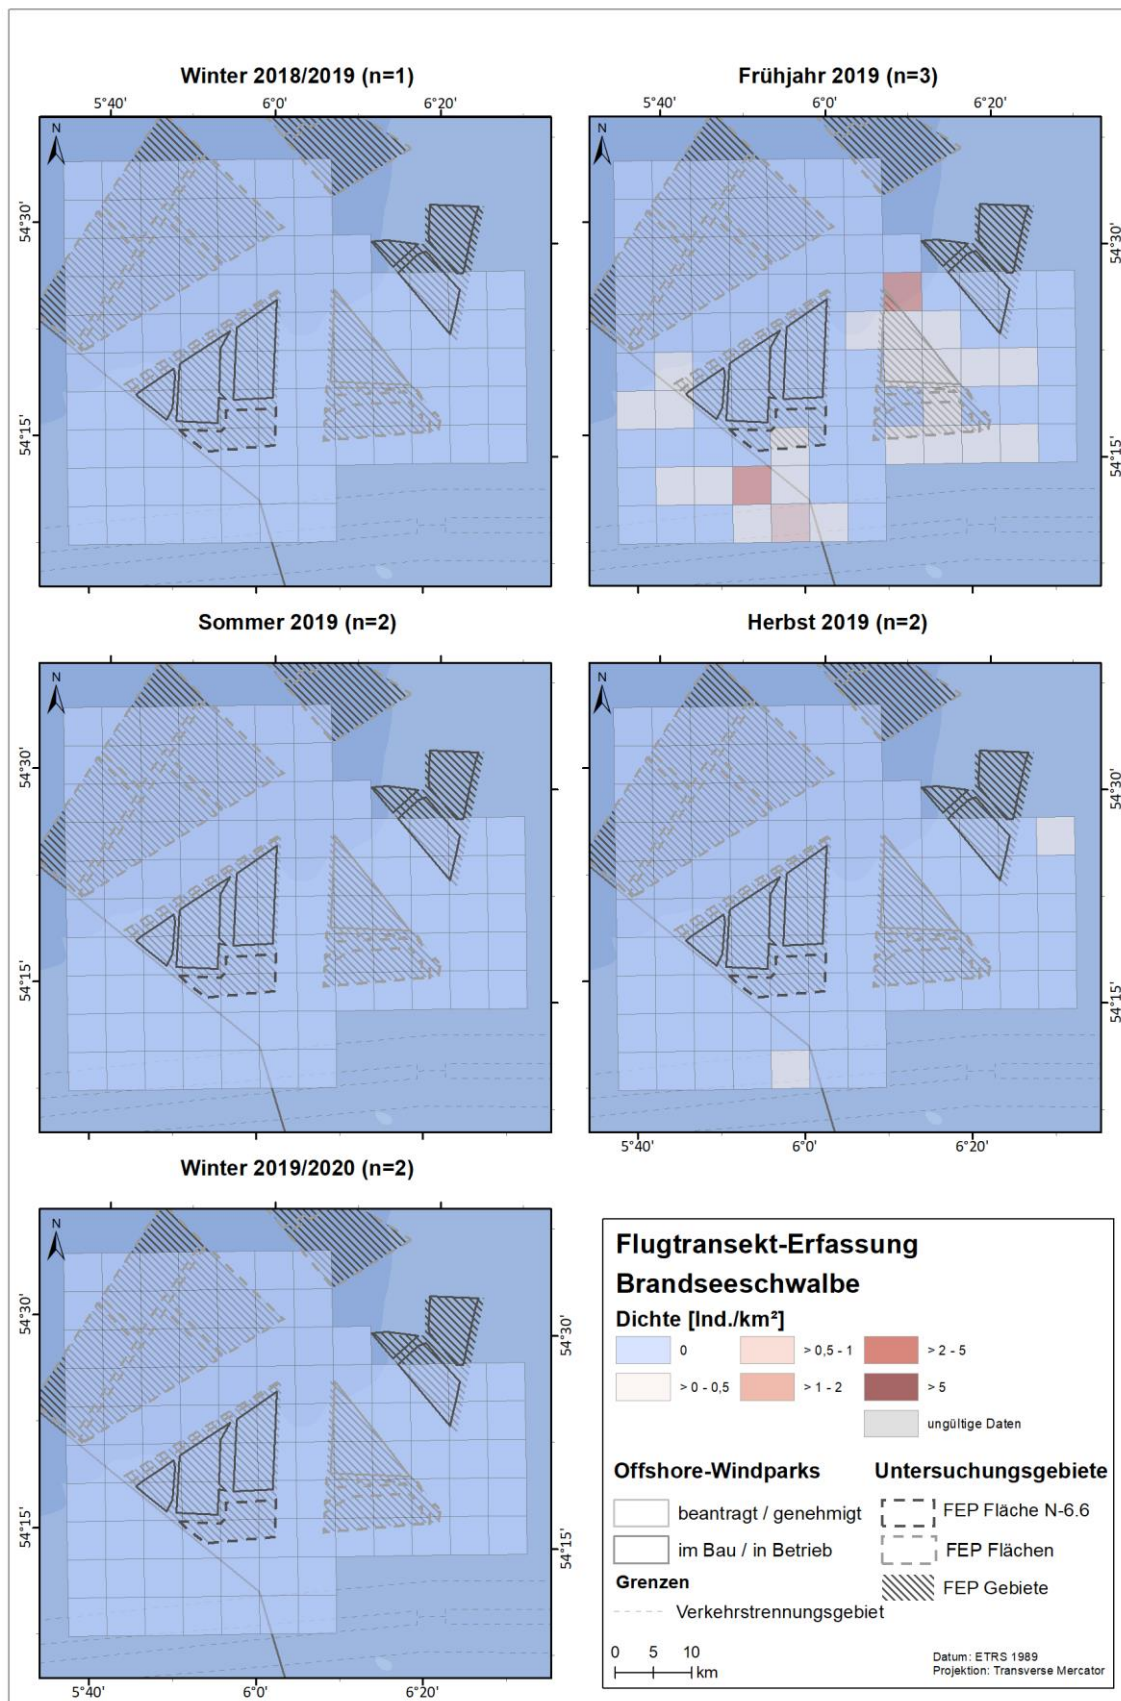 Winter 2018/2019 (n=1)
5°40' 6°0' 6°20'
N
54°30'
54°15'
Frühjahr 2019 (n=3)
5°40' 6°0' 6°20'
N
54°30'
54°15'
Sommer 2019 (n=2)
N
54°30'
54°15'
Herbst 2019 (n=2)
N
54°30'
54°15'
5°40' 6°0' 6°20'
Winter 2019/2020 (n=2)
N
54°30' 54°30'
54°15' 54°15'
5°40' 6°0' 6°20'
Flugtransekt-Erfassung
Brandseeschwalbe
Dichte [Ind./km²]
0 > 0,5 - 1 > 2 - 5
> 0 - 0,5 > 1 - 2 > 5
ungültige Daten
Offshore-Windparks
beantragt / genehmigt
im Bau / in Betrieb
Grenzen
Verkehrstrennungsgebiet
Untersuchungsgebiete
FEP Fläche N-6.6
FEP Flächen
FEP Gebiete
0 5 10
km
Datum: ETRS 1989
Projektion: Transverse Mercator